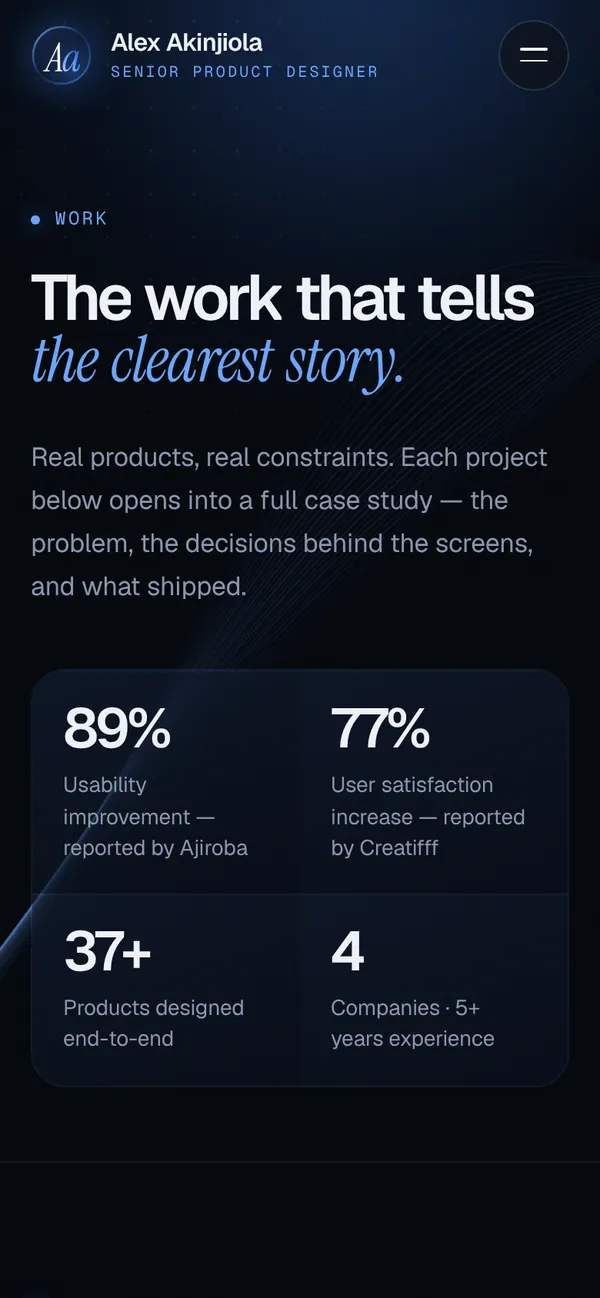 Aa
Alex Akinjiola
SENIOR PRODUCT DESIGNER
WORK
The work that tells
the clearest story.
Real products, real constraints. Each project
below opens into a full case study — the
problem, the decisions behind the screens,
and what shipped.
89%
Usability
improvement —
reported by Ajiroba
77%
User satisfaction
increase — reported
by Creatifff
37+
Products designed
end-to-end
4
Companies · 5+
years experience